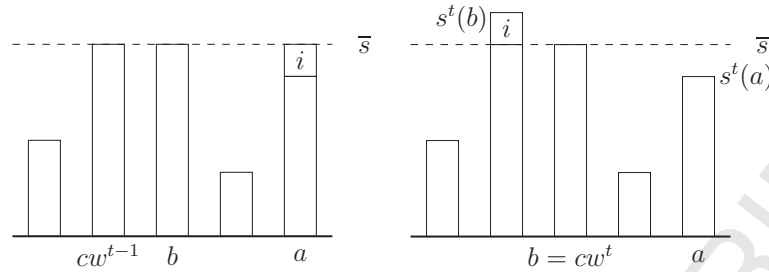 s̅
i
cw^{t−1}
b
a
s^t(b)
i
s̅
s^t(a)
b = cw^t
a